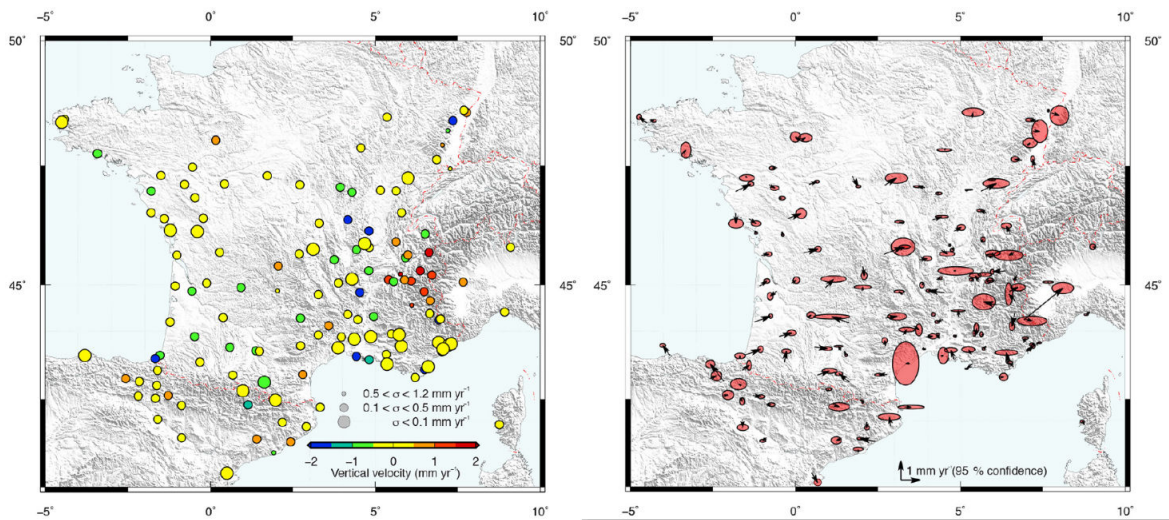 −5° 0° 5° 10°
50°
45°
0.5 < σ < 1.2 mm yr⁻¹
0.1 < σ < 0.5 mm yr⁻¹
σ < 0.1 mm yr⁻¹
−2 −1 0 1 2
Vertical velocity (mm yr⁻¹)
−5° 0° 5° 10°
−5° 0° 5° 10°
50° 50°
45° 45°
1 mm yr⁻¹ (95 % confidence)
−5° 0° 5° 10°